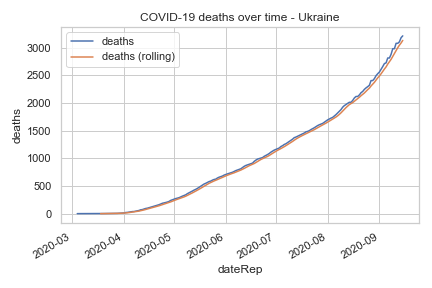 COVID-19 deaths over time - Ukraine
deaths
deaths (rolling)
deaths
3000
2500
2000
1500
1000
500
0
2020-03
2020-04
2020-05
2020-06
2020-07
2020-08
2020-09
dateRep